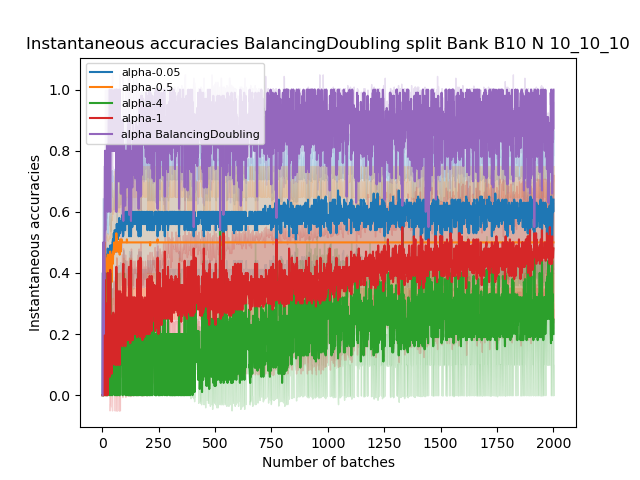 Instantaneous accuracies BalancingDoubling split Bank B10 N 10_10_10
alpha-0.05
alpha-0.5
alpha-4
alpha-1
alpha BalancingDoubling
1.0
0.8
0.6
0.4
0.2
0.0
Instantaneous accuracies
0 250 500 750 1000 1250 1500 1750 2000
Number of batches